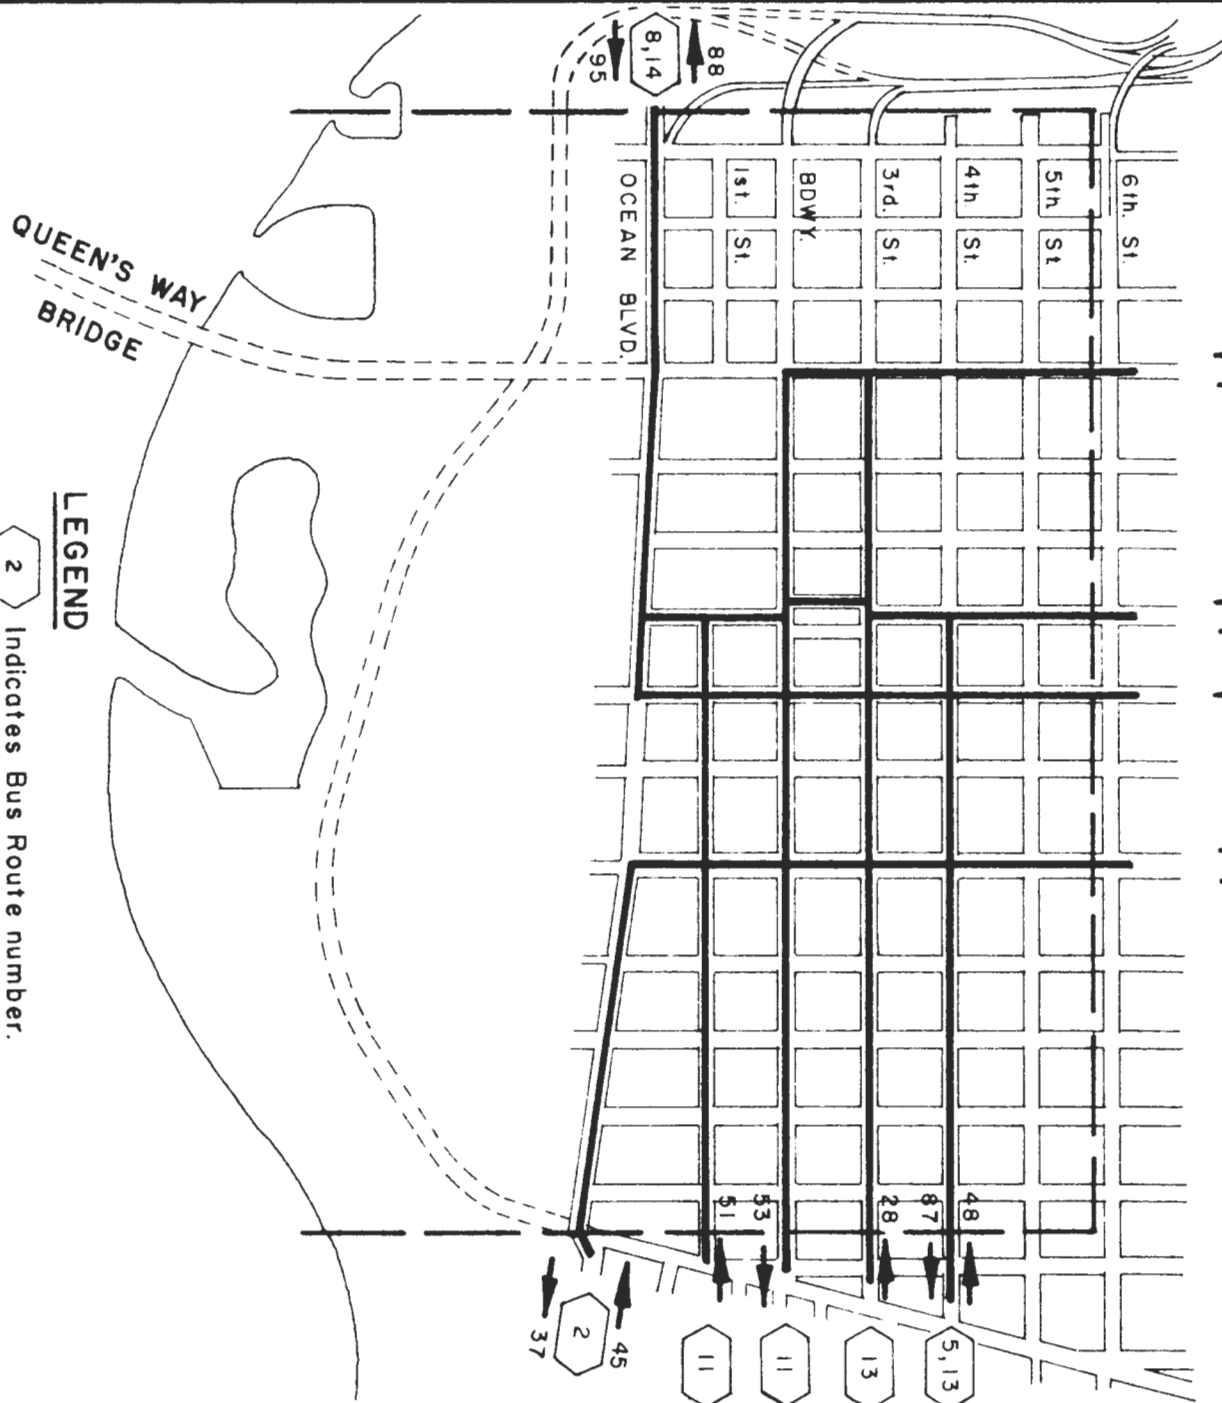 88
8,14
95
6th. St.
5th St.
4th St.
3rd. St.
BDWY.
1st. St.
OCEAN BLVD.
QUEEN'S WAY
BRIDGE
LEGEND
2 Indicates Bus Route number.
48
87
28
53
51
45
37
5,13
13
11
11
2